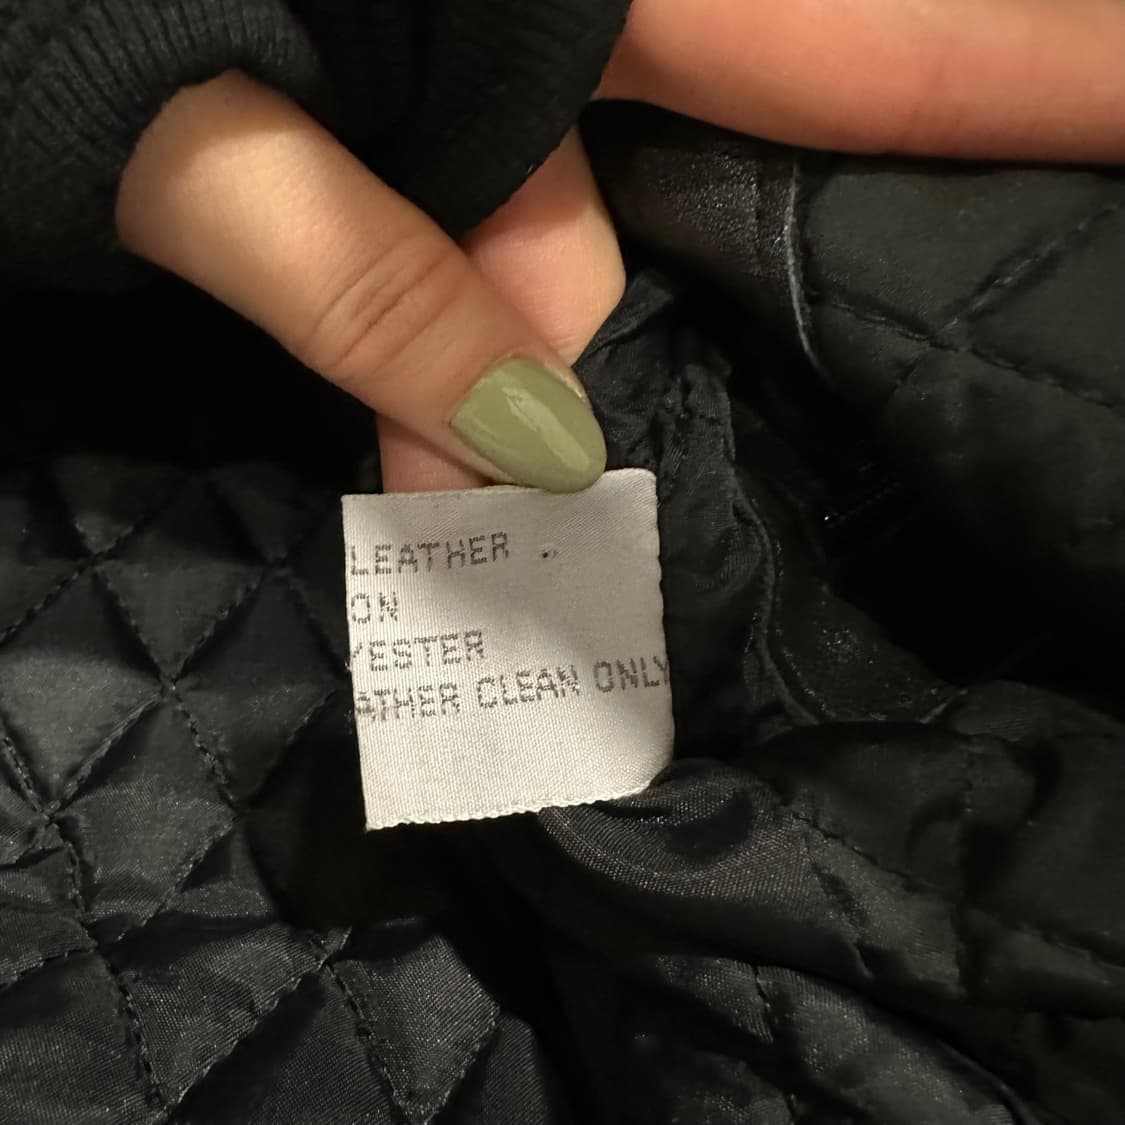 LEATHER
ON
YESTER
ATHER CLEAN ONLY